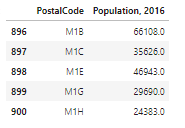 PostalCode Population, 2016
896 M1B 66108.0
897 M1C 35626.0
898 M1E 46943.0
899 M1G 29690.0
900 M1H 24383.0